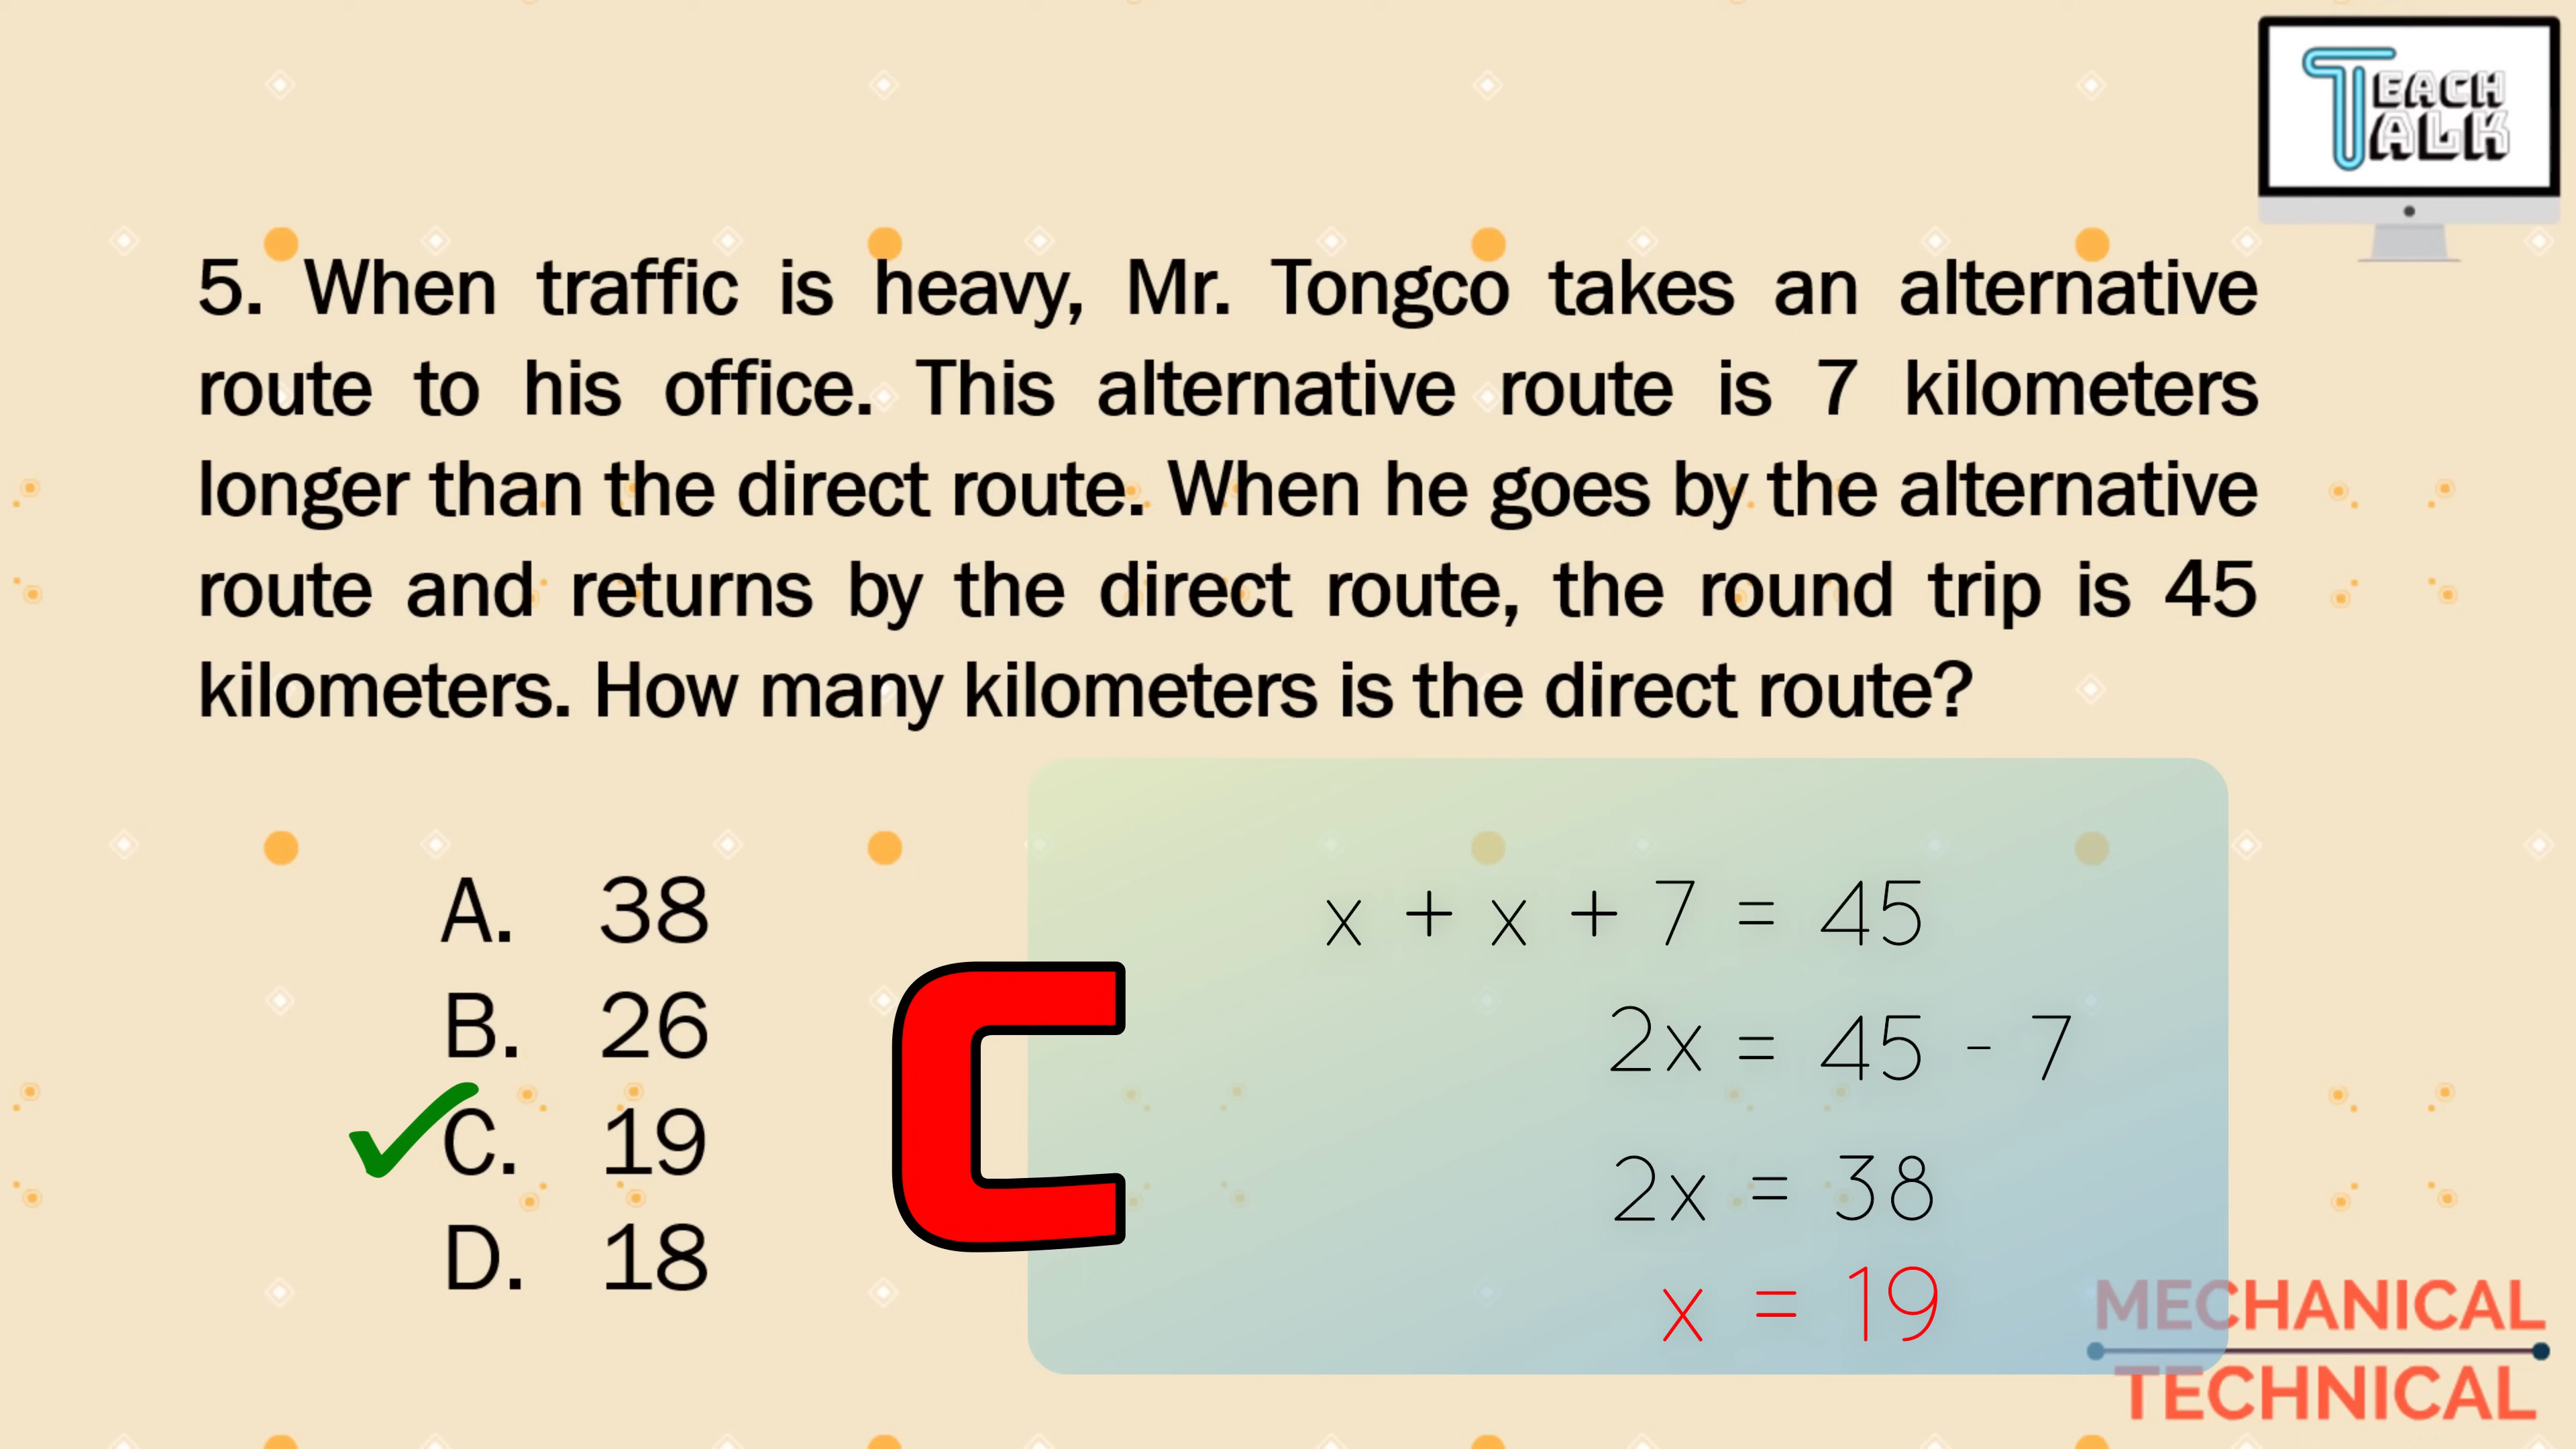 TEACH
TALK
5. When traffic is heavy, Mr. Tongco takes an alternative
route to his office. This alternative route is 7 kilometers
longer than the direct route. When he goes by the alternative
route and returns by the direct route, the round trip is 45
kilometers. How many kilometers is the direct route?
A. 38
B. 26
C. 19
D. 18
C
x + x + 7 = 45
2x = 45 - 7
2x = 38
x = 19
MECHANICAL
TECHNICAL